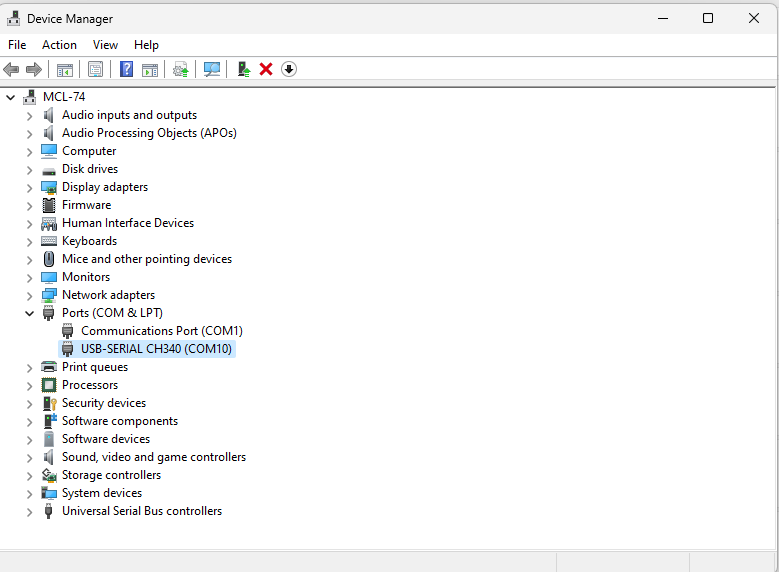 Device Manager
File Action View Help
MCL-74
Audio inputs and outputs
Audio Processing Objects (APOs)
Computer
Disk drives
Display adapters
Firmware
Human Interface Devices
Keyboards
Mice and other pointing devices
Monitors
Network adapters
Ports (COM & LPT)
Communications Port (COM1)
USB-SERIAL CH340 (COM10)
Print queues
Processors
Security devices
Software components
Software devices
Sound, video and game controllers
Storage controllers
System devices
Universal Serial Bus controllers